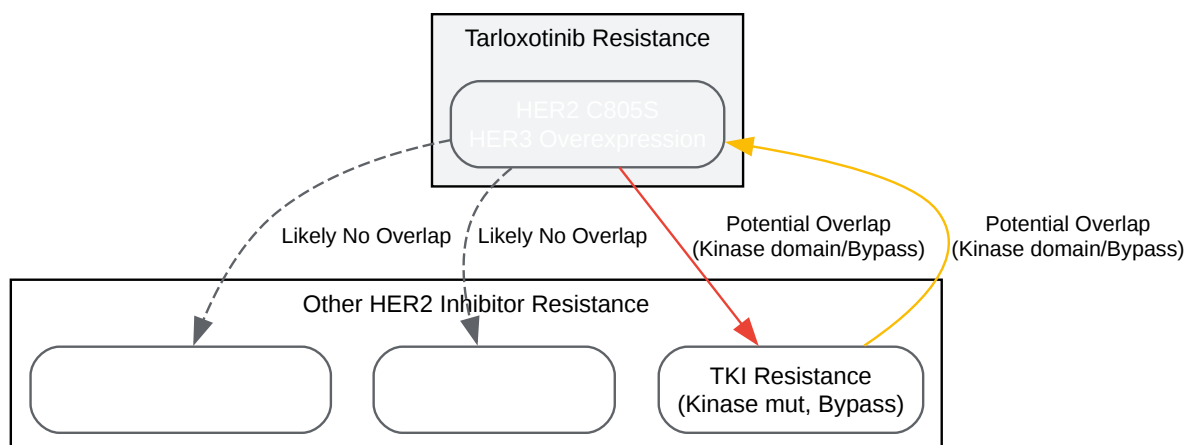 Tarloxotinib Resistance
HER2 C805S
HER3 Overexpression
Likely No Overlap
Likely No Overlap
Potential Overlap
(Kinase domain/Bypass)
Potential Overlap
(Kinase domain/Bypass)
Other HER2 Inhibitor Resistance
TKI Resistance
(Kinase mut, Bypass)